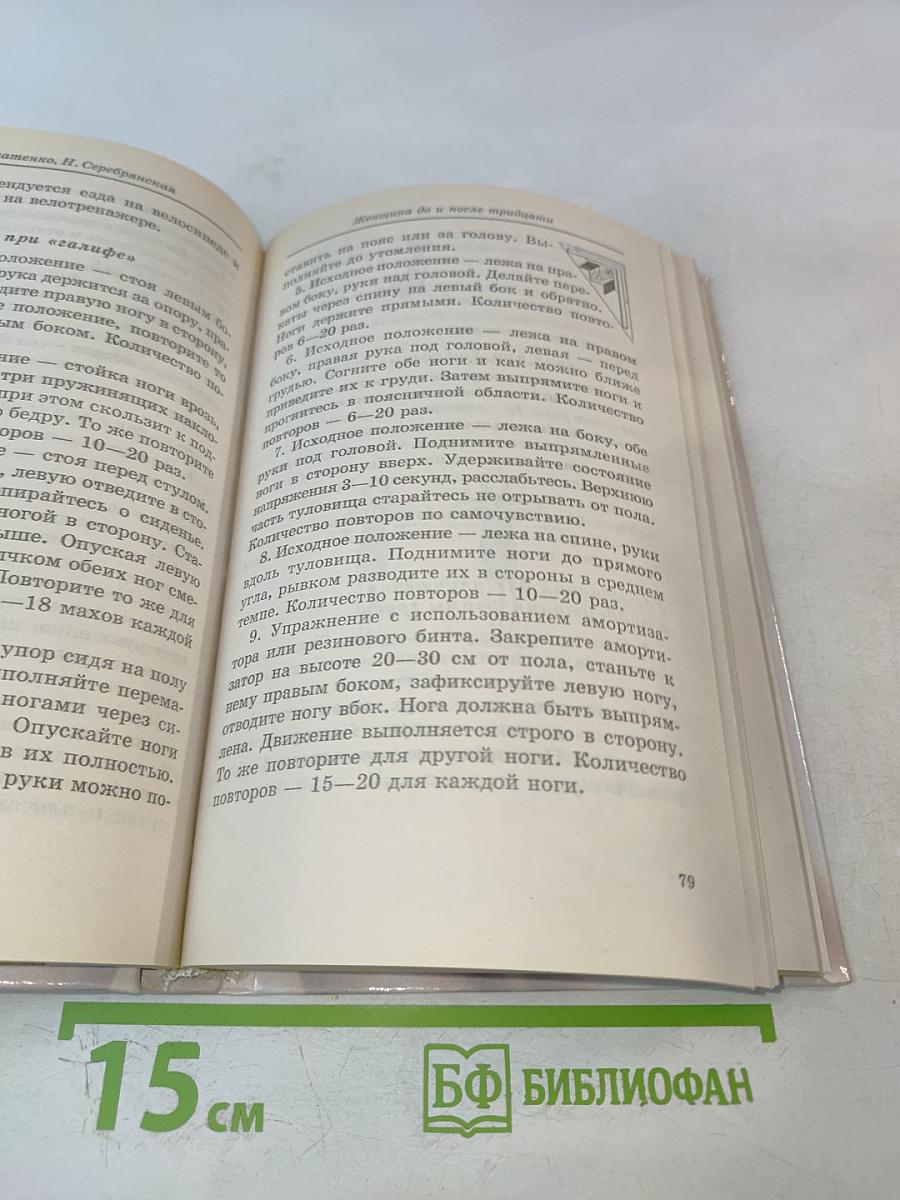 атенко, Н. Серебрянская
ендуется езда на велосипеде и
на велотренажере.
при «галифе»
оложение — стоя левым бо-
рука держится за опору, пра-
дите правую ногу в сторону,
е положение, повторите то
ым боком. Количество по-
ние — стойка ноги врозь,
три пружинящих накло-
при этом скользит к под-
о бедру. То же повторите
оров — 10—20 раз.
е — стоя перед стулом.
, левую отведите в сто-
пирайтесь о сиденье.
ногой в сторону. Ста-
ыше. Опуская левую
чком обеих ног сме-
Повторите то же для
—18 махов каждой
упор сидя на полу
полняйте перема-
ногами через си-
Опускайте ноги
в их полностью.
руки можно по-
Женщина до и после тридцати
ставить на пояс или за голову. Вы-
полняйте до утомления.
5. Исходное положение — лежа на пра-
вом боку, руки над головой. Делайте пере-
каты через спину на левый бок и обратно.
Ноги держите прямыми. Количество повто-
ров 6—20 раз.
6. Исходное положение — лежа на правом
боку, правая рука под головой, левая — перед
грудью. Согните обе ноги и как можно ближе
приведите их к груди. Затем выпрямите ноги и
прогнитесь в поясничной области. Количество
повторов — 6—20 раз.
7. Исходное положение — лежа на боку, обе
руки под головой. Поднимите выпрямленные
ноги в сторону вверх. Удерживайте состояние
напряжения 3—10 секунд, расслабьтесь. Верхнюю
часть туловища старайтесь не отрывать от пола.
Количество повторов по самочувствию.
8. Исходное положение — лежа на спине, руки
вдоль туловища. Поднимите ноги до прямого
угла, рывком разводите их в стороны в среднем
темпе. Количество повторов — 10—20 раз.
9. Упражнение с использованием амортиза-
тора или резинового бинта. Закрепите аморти-
затор на высоте 20—30 см от пола, станьте к
нему правым боком, зафиксируйте левую ногу,
отводите ногу вбок. Нога должна быть выпрям-
лена. Движение выполняется строго в сторону.
То же повторите для другой ноги. Количество
повторов — 15—20 для каждой ноги.
79
15 см
БФ БИБЛИОФАН